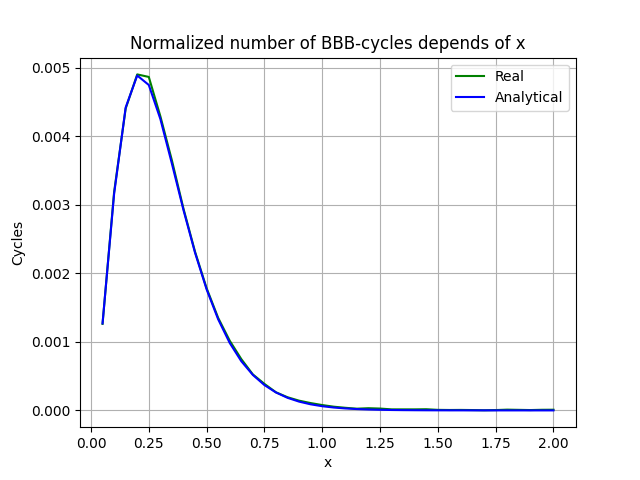 Normalized number of BBB-cycles depends of x
Real
Analytical
0.005
0.004
0.003
0.002
0.001
0.000
Cycles
0.00 0.25 0.50 0.75 1.00 1.25 1.50 1.75 2.00
x